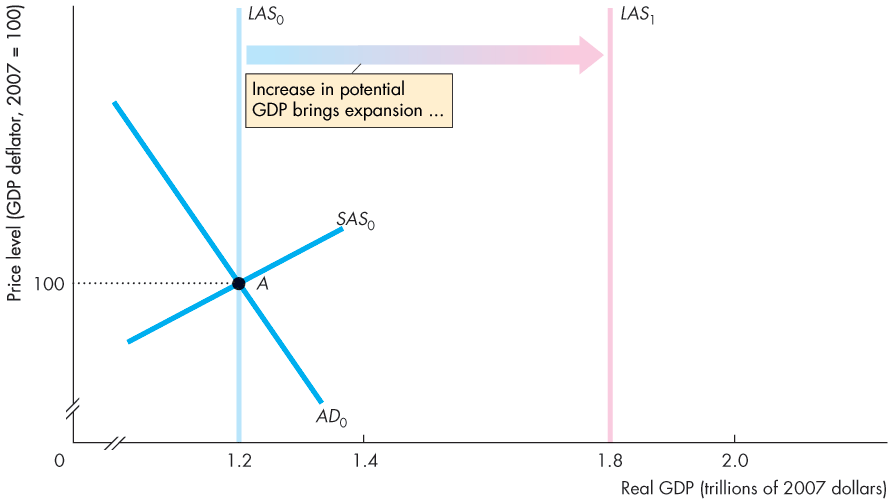 Price level (GDP deflator, 2007 = 100)
LAS0
LAS1
Increase in potential
GDP brings expansion ...
SAS0
100
A
AD0
0
1.2
1.4
1.8
2.0
Real GDP (trillions of 2007 dollars)